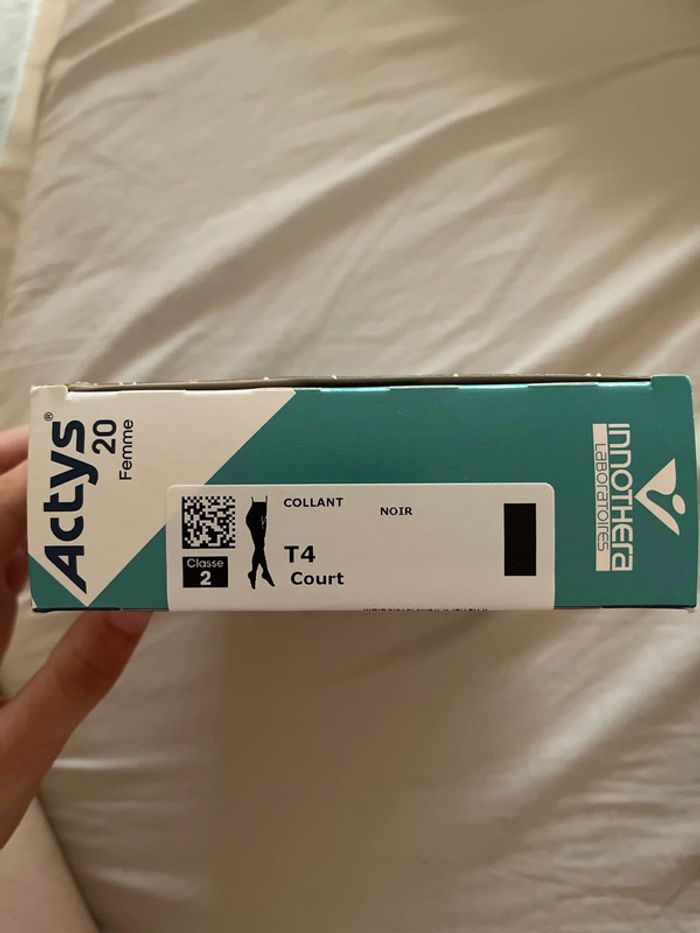 Actys®
20
Femme
COLLANT
NOIR
Classe
2
T4
Court
INNOTHERA
LABORATOIRES